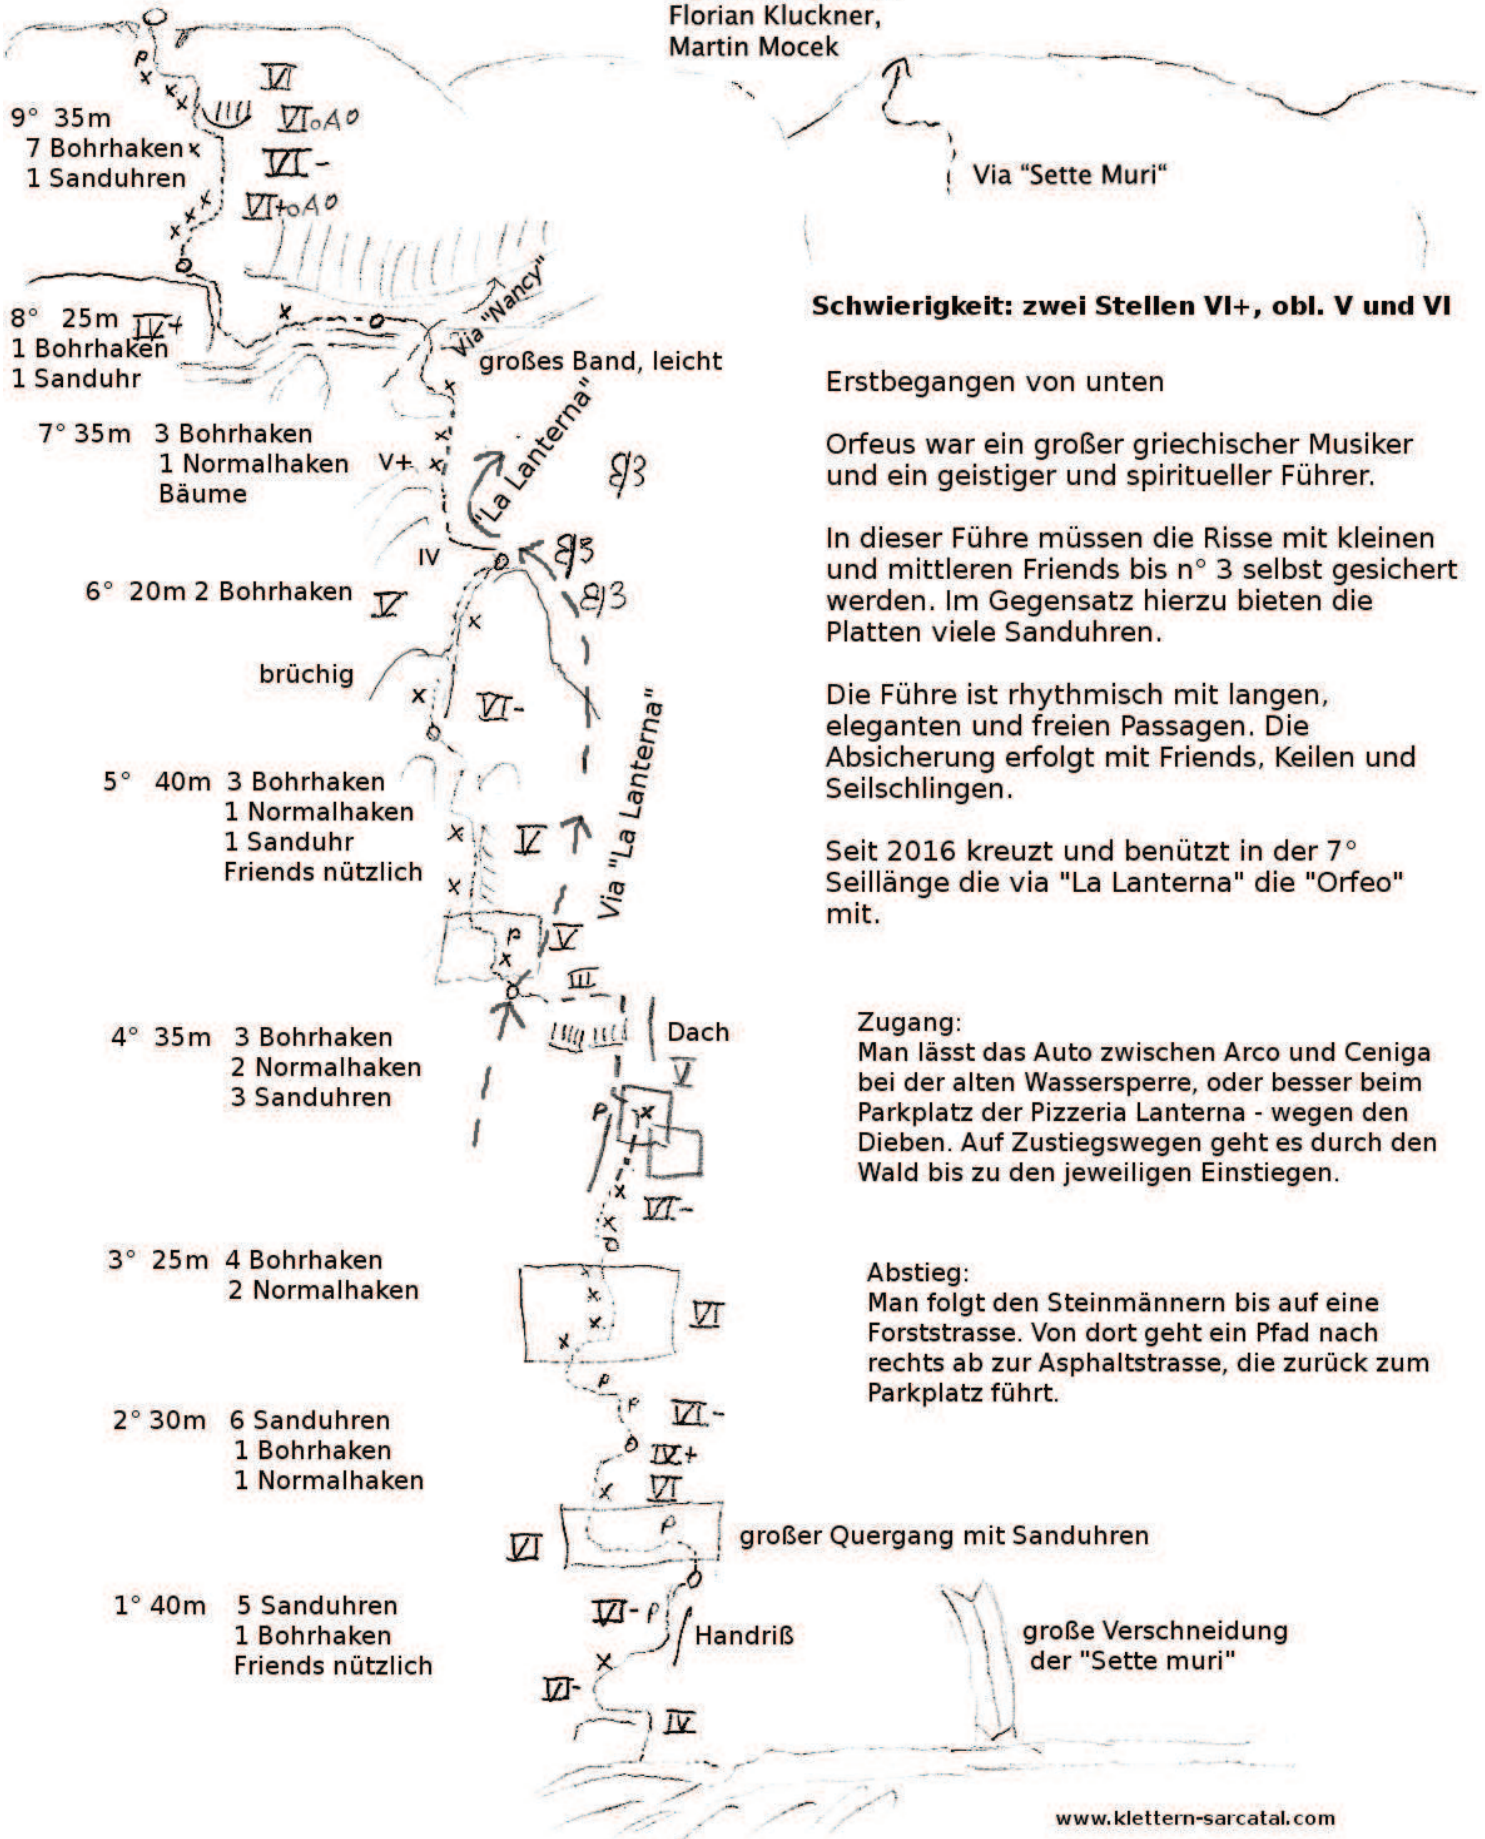 Florian Kluckner,
Martin Mocek
P
VI
VI o A0
VI-
VI+ o A0
9° 35m
7 Bohrhaken
1 Sanduhren
Via "Sette Muri"
Via "Nancy"
8° 25m IV+
1 Bohrhaken
1 Sanduhr
großes Band, leicht
7° 35m 3 Bohrhaken
1 Normalhaken
Bäume
V+
"La Lanterna"
IV
6° 20m 2 Bohrhaken
V
brüchig
VI-
Via "La Lanterna"
5° 40m 3 Bohrhaken
1 Normalhaken
1 Sanduhr
Friends nützlich
V
P
V
III
4° 35m 3 Bohrhaken
2 Normalhaken
3 Sanduhren
Dach
V
P
VI-
3° 25m 4 Bohrhaken
2 Normalhaken
VI
P
P
VI-
2° 30m 6 Sanduhren
1 Bohrhaken
1 Normalhaken
IV+
VI
P
VI
großer Quergang mit Sanduhren
1° 40m 5 Sanduhren
1 Bohrhaken
Friends nützlich
VI- P
Handriß
VI-
IV
große Verschneidung
der "Sette muri"
Schwierigkeit: zwei Stellen VI+, obl. V und VI
Erstbegangen von unten
Orfeus war ein großer griechischer Musiker
und ein geistiger und spiritueller Führer.
In dieser Führe müssen die Risse mit kleinen
und mittleren Friends bis n° 3 selbst gesichert
werden. Im Gegensatz hierzu bieten die
Platten viele Sanduhren.
Die Führe ist rhythmisch mit langen,
eleganten und freien Passagen. Die
Absicherung erfolgt mit Friends, Keilen und
Seilschlingen.
Seit 2016 kreuzt und benützt in der 7°
Seillänge die via "La Lanterna" die "Orfeo"
mit.
Zugang:
Man lässt das Auto zwischen Arco und Ceniga
bei der alten Wassersperre, oder besser beim
Parkplatz der Pizzeria Lanterna - wegen den
Dieben. Auf Zustiegswegen geht es durch den
Wald bis zu den jeweiligen Einstiegen.
Abstieg:
Man folgt den Steinmännern bis auf eine
Forststrasse. Von dort geht ein Pfad nach
rechts ab zur Asphaltstrasse, die zurück zum
Parkplatz führt.
www.klettern-sarcatal.com